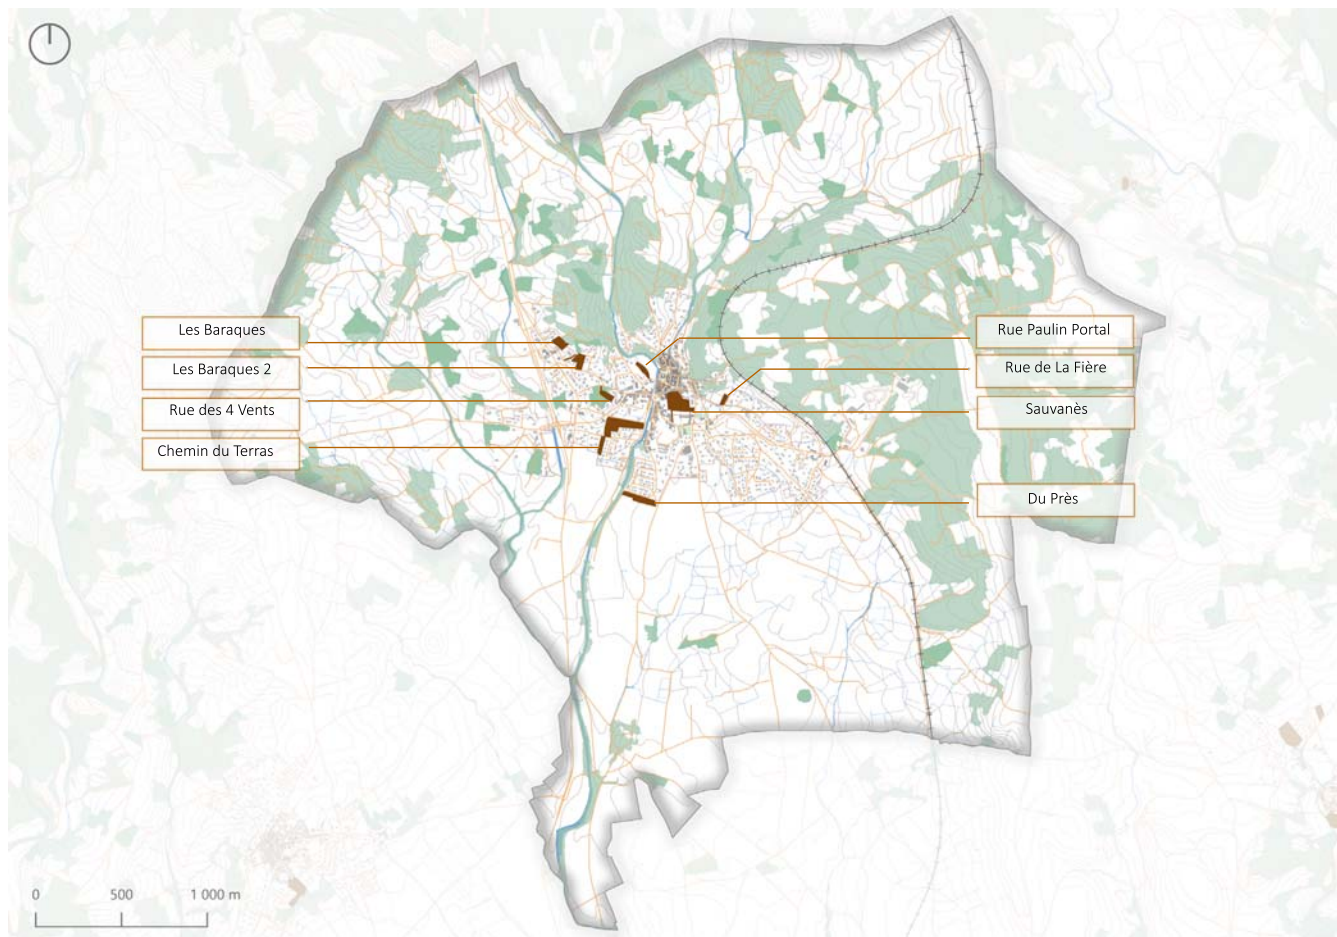 Les Baraques
Les Baraques 2
Rue des 4 Vents
Chemin du Terras
Rue Paulin Portal
Rue de La Fière
Sauvanès
Du Près
0 500 1 000 m